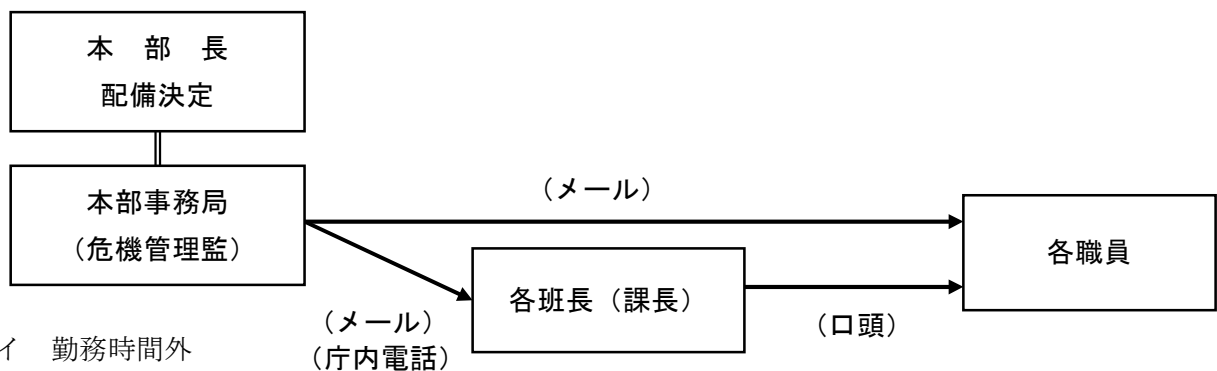 本　部　長
配備決定
本部事務局
（危機管理監）
（メール）
各職員
各班長（課長）
（メール）
（庁内電話）
（口頭）
イ　勤務時間外